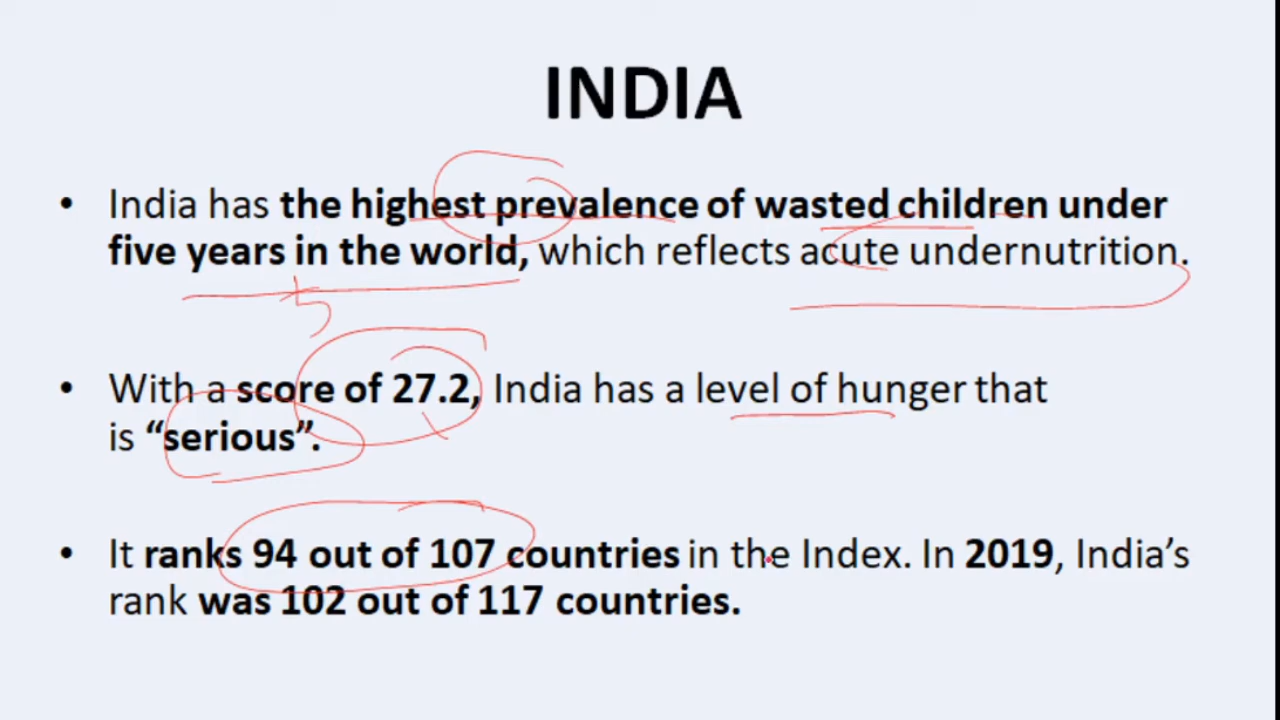 INDIA
• India has the highest prevalence of wasted children under
five years in the world, which reflects acute undernutrition.
5
• With a score of 27.2, India has a level of hunger that
is “serious”.
• It ranks 94 out of 107 countries in the Index. In 2019, India’s
rank was 102 out of 117 countries.